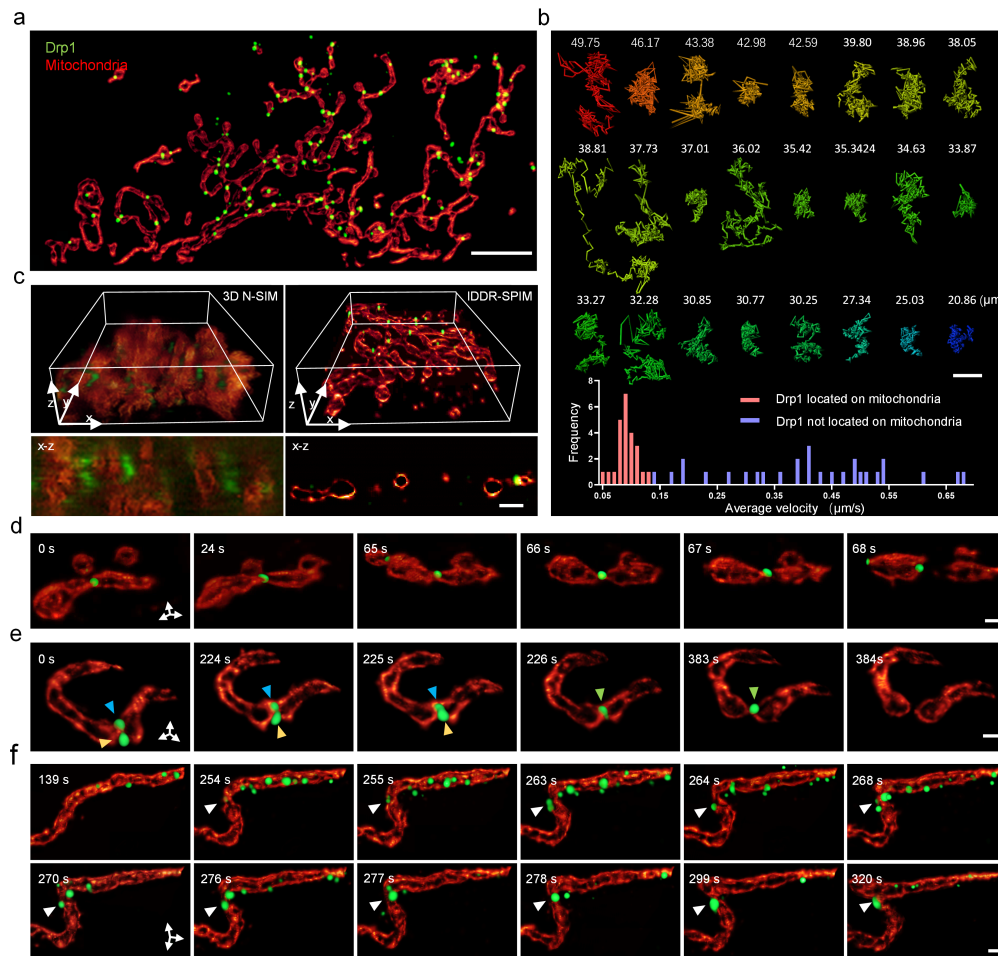 a
Drp1
Mitochondria
b
49.75 46.17 43.38 42.98 42.59 39.80 38.96 38.05
38.81 37.73 37.01 36.02 35.42 35.3424 34.63 33.87
33.27 32.28 30.85 30.77 30.25 27.34 25.03 20.86 (μm
8
6
4
2
0
Frequency
Drp1 located on mitochondria
Drp1 not located on mitochondria
0.05 0.15 0.25 0.35 0.45 0.55 0.65
Average velocity (μm/s)
c
3D N-SIM
z y x
IDDR-SPIM
z y x
x-z
x-z
d
0 s 24 s 65 s 66 s 67 s 68 s
e
0 s 224 s 225 s 226 s 383 s 384s
f
139 s 254 s 255 s 263 s 264 s 268 s
270 s 276 s 277 s 278 s 299 s 320 s